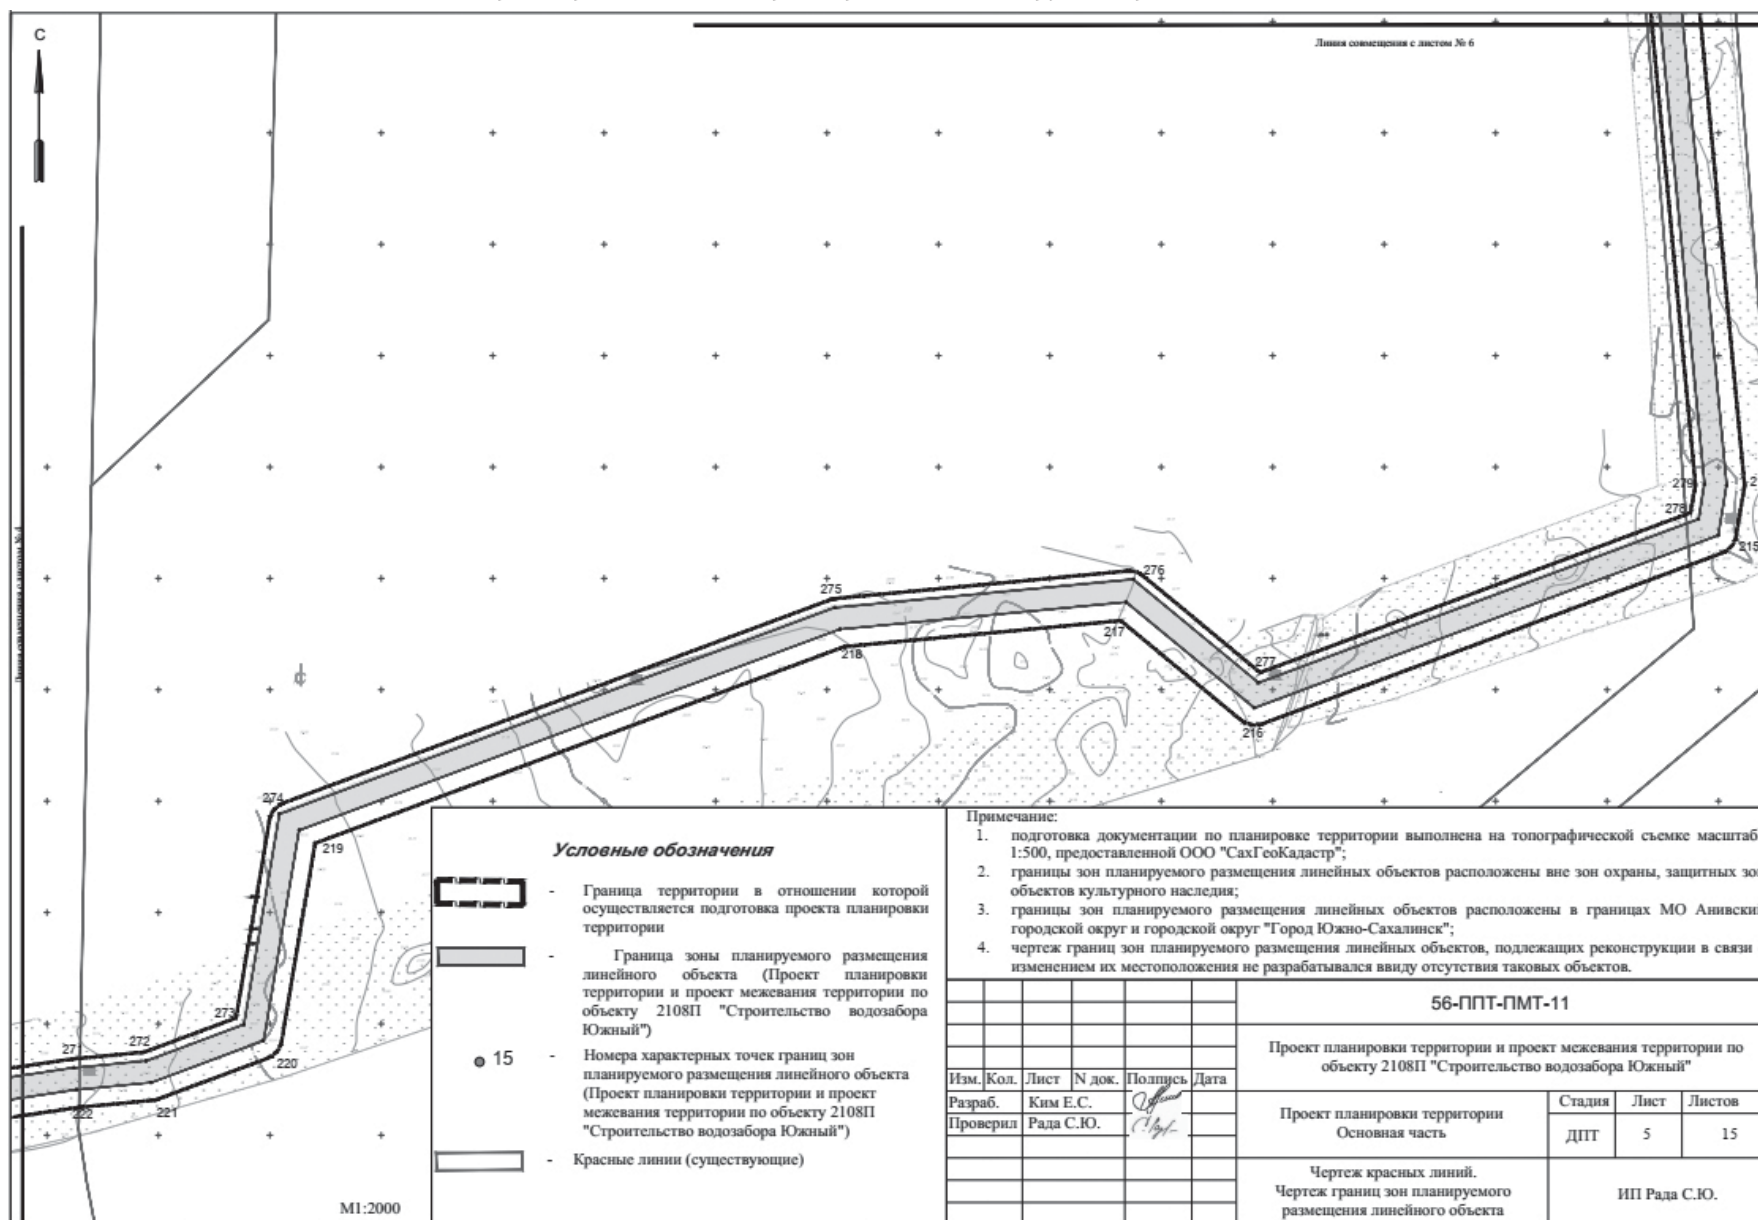 С
Линия совмещения с листом № 6
Линия совмещения с листом № 4
279
278
215
276
275
217
218
277
216
274
219
273
272
271
220
222
221
М1:2000
Условные обозначения
- Граница территории в отношении которой
осуществляется подготовка проекта планировки
территории
- Граница зоны планируемого размещения
линейного объекта (Проект планировки
территории и проект межевания территории по
объекту 2108П "Строительство водозабора
Южный")
15 - Номера характерных точек границ зон
планируемого размещения линейного объекта
(Проект планировки территории и проект
межевания территории по объекту 2108П
"Строительство водозабора Южный")
- Красные линии (существующие)
Примечание:
1. подготовка документации по планировке территории выполнена на топографической съемке масштаб
1:500, предоставленной ООО "СахГеоКадастр";
2. границы зон планируемого размещения линейных объектов расположены вне зон охраны, защитных зо
объектов культурного наследия;
3. границы зон планируемого размещения линейных объектов расположены в границах МО Анивски
городской округ и городской округ "Город Южно-Сахалинск";
4. чертеж границ зон планируемого размещения линейных объектов, подлежащих реконструкции в связи
изменением их местоположения не разрабатывался ввиду отсутствия таковых объектов.
56-ППТ-ПМТ-11
Проект планировки территории и проект межевания территории по
объекту 2108П "Строительство водозабора Южный"
Изм. Кол. Лист N док. Полпись Дата
Разраб. Ким Е.С.
Проверил Рада С.Ю.
Проект планировки территории
Основная часть
Стадия Лист Листов
ДПТ 5 15
Чертеж красных линий.
Чертеж границ зон планируемого
размещения линейного объекта
ИП Рада С.Ю.